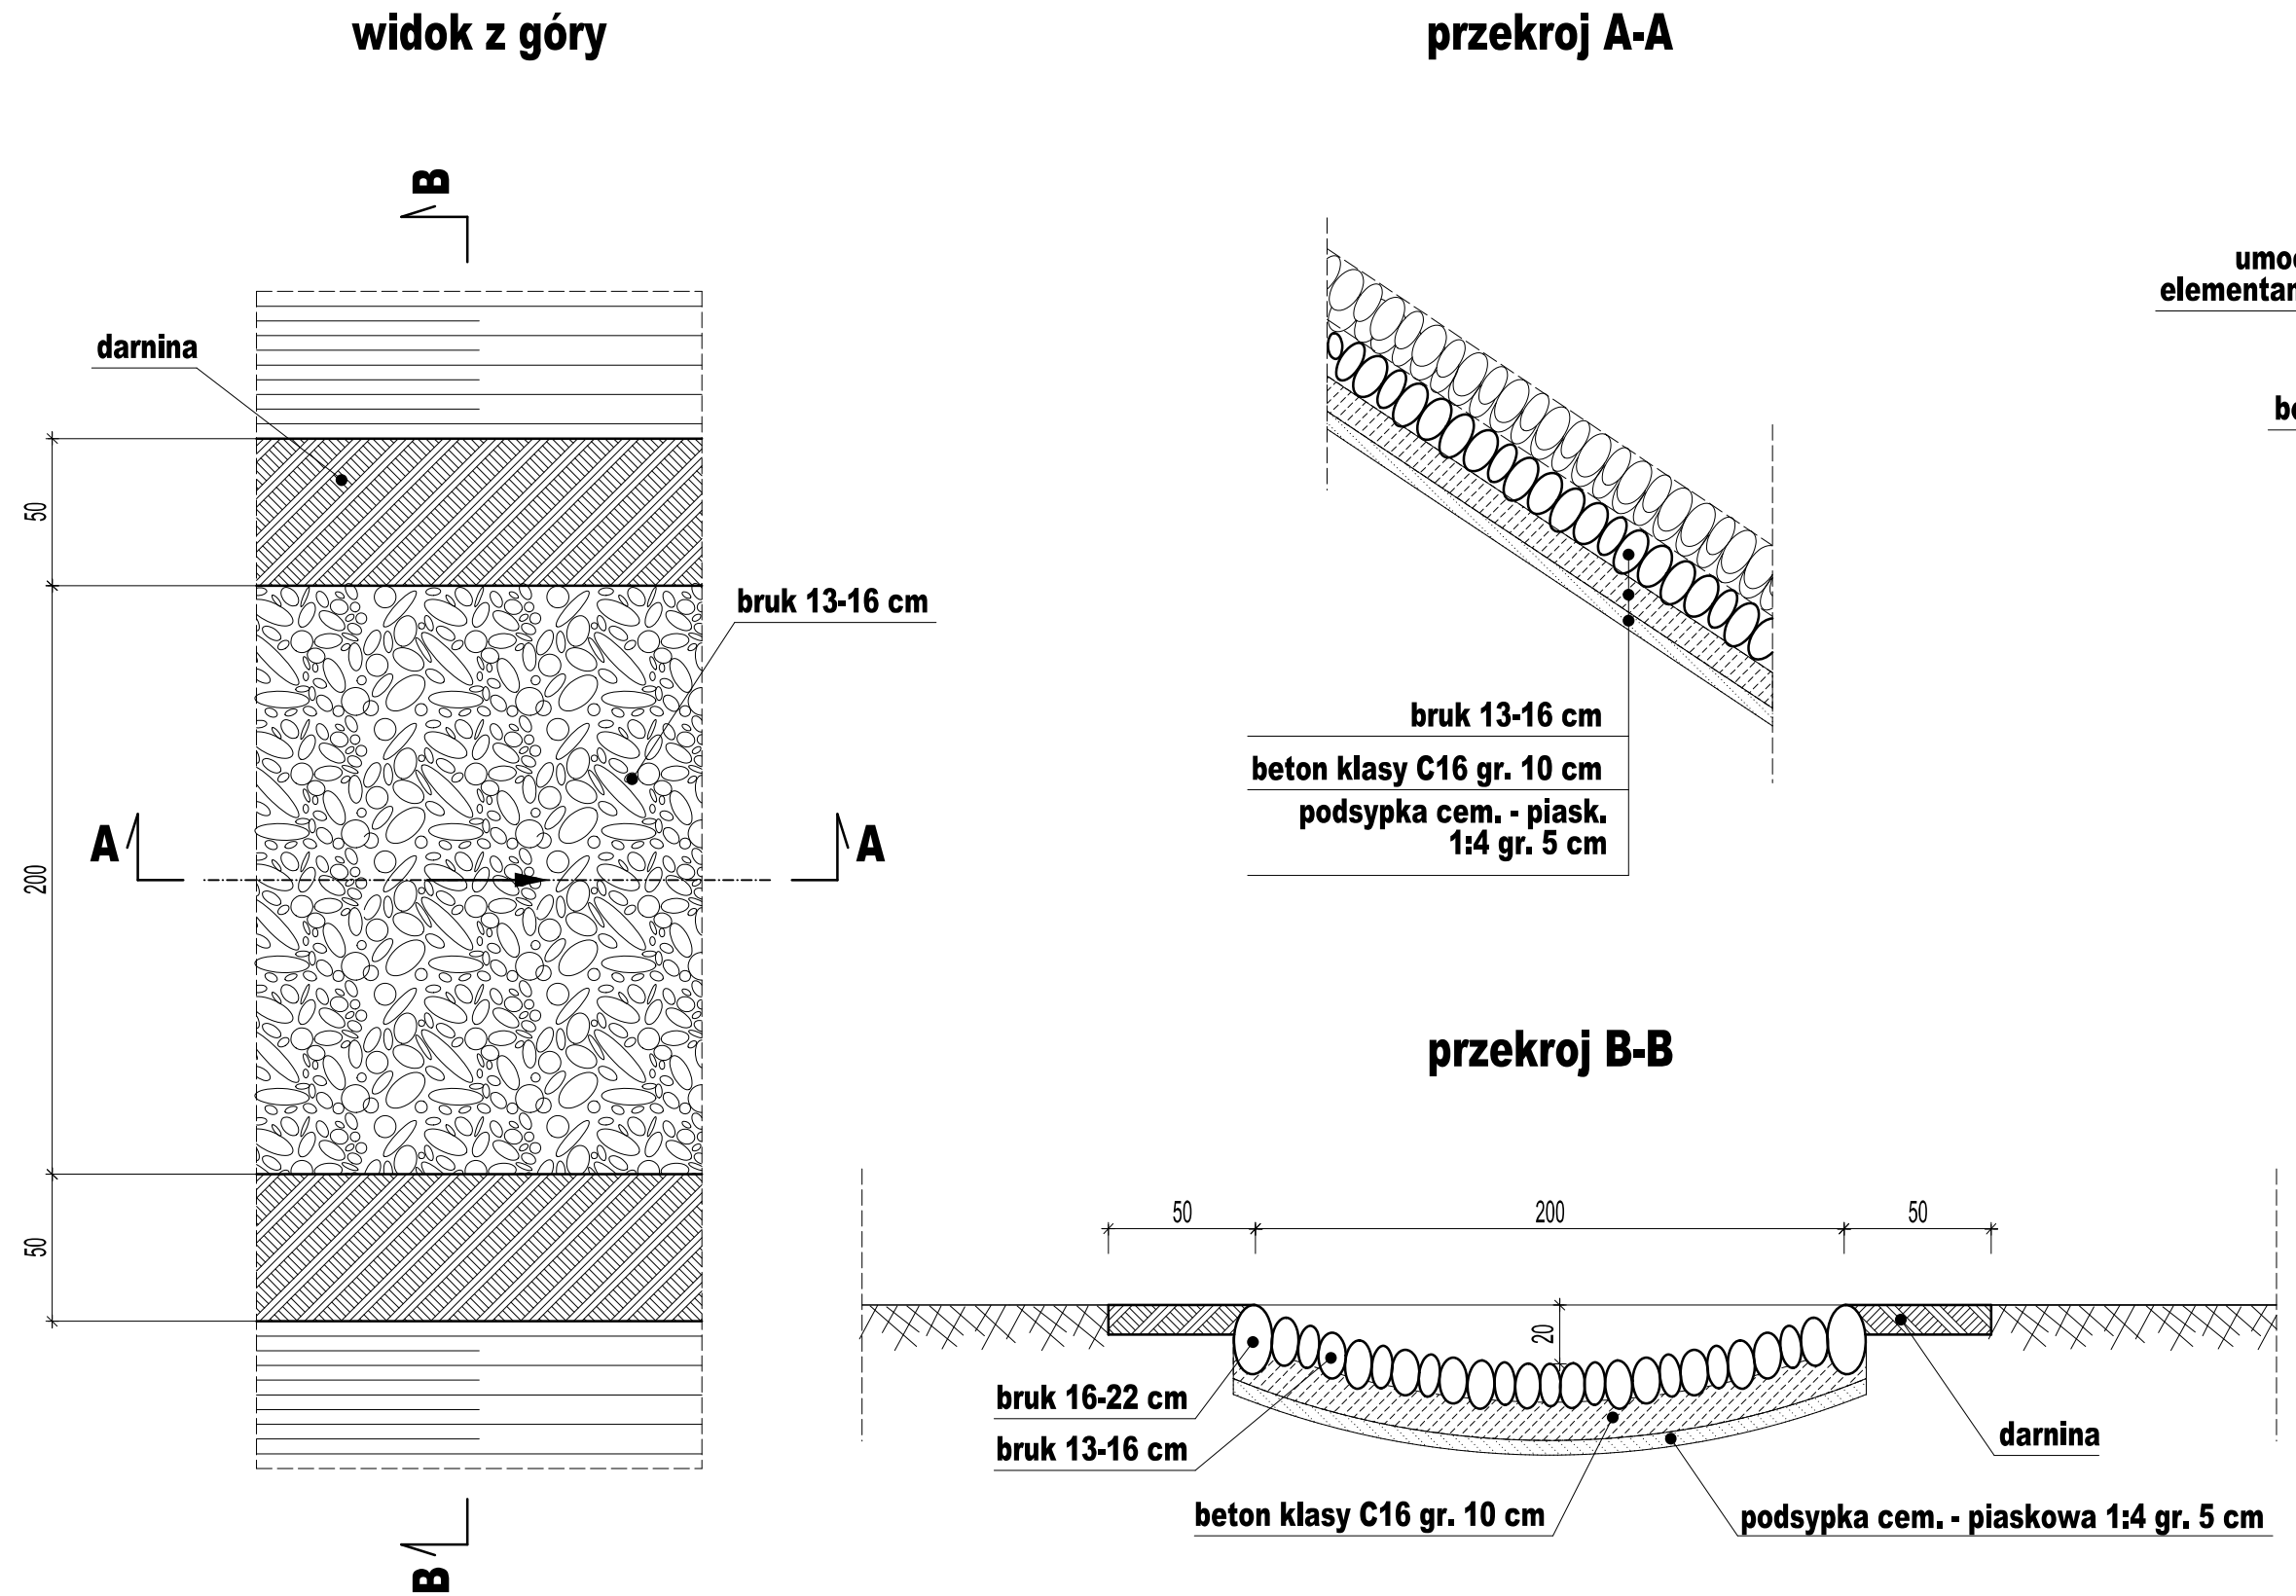 widok z góry
przekroj A-A
B
darnina
50
bruk 13-16 cm
A
A
200
50
B
bruk 13-16 cm
beton klasy C16 gr. 10 cm
podsypka cem. - piask.
1:4 gr. 5 cm
elementar
przekroj B-B
50
200
50
20
bruk 16-22 cm
bruk 13-16 cm
darnina
beton klasy C16 gr. 10 cm
podsypka cem. - piaskowa 1:4 gr. 5 cm